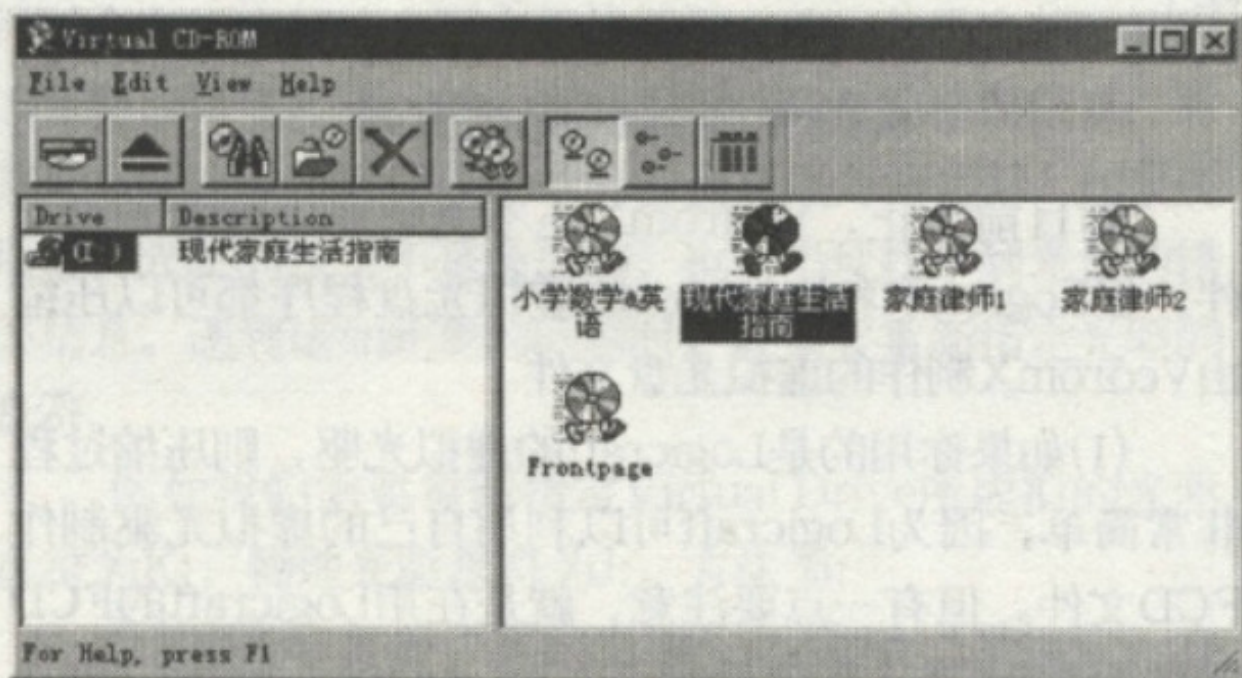 Virtual CD-ROM
File Edit View Help
Drive Description
(I:) 现代家庭生活指南
小学数学&英语
现代家庭生活指南
家庭律师1
家庭律师2
Frontpage
For Help, press F1